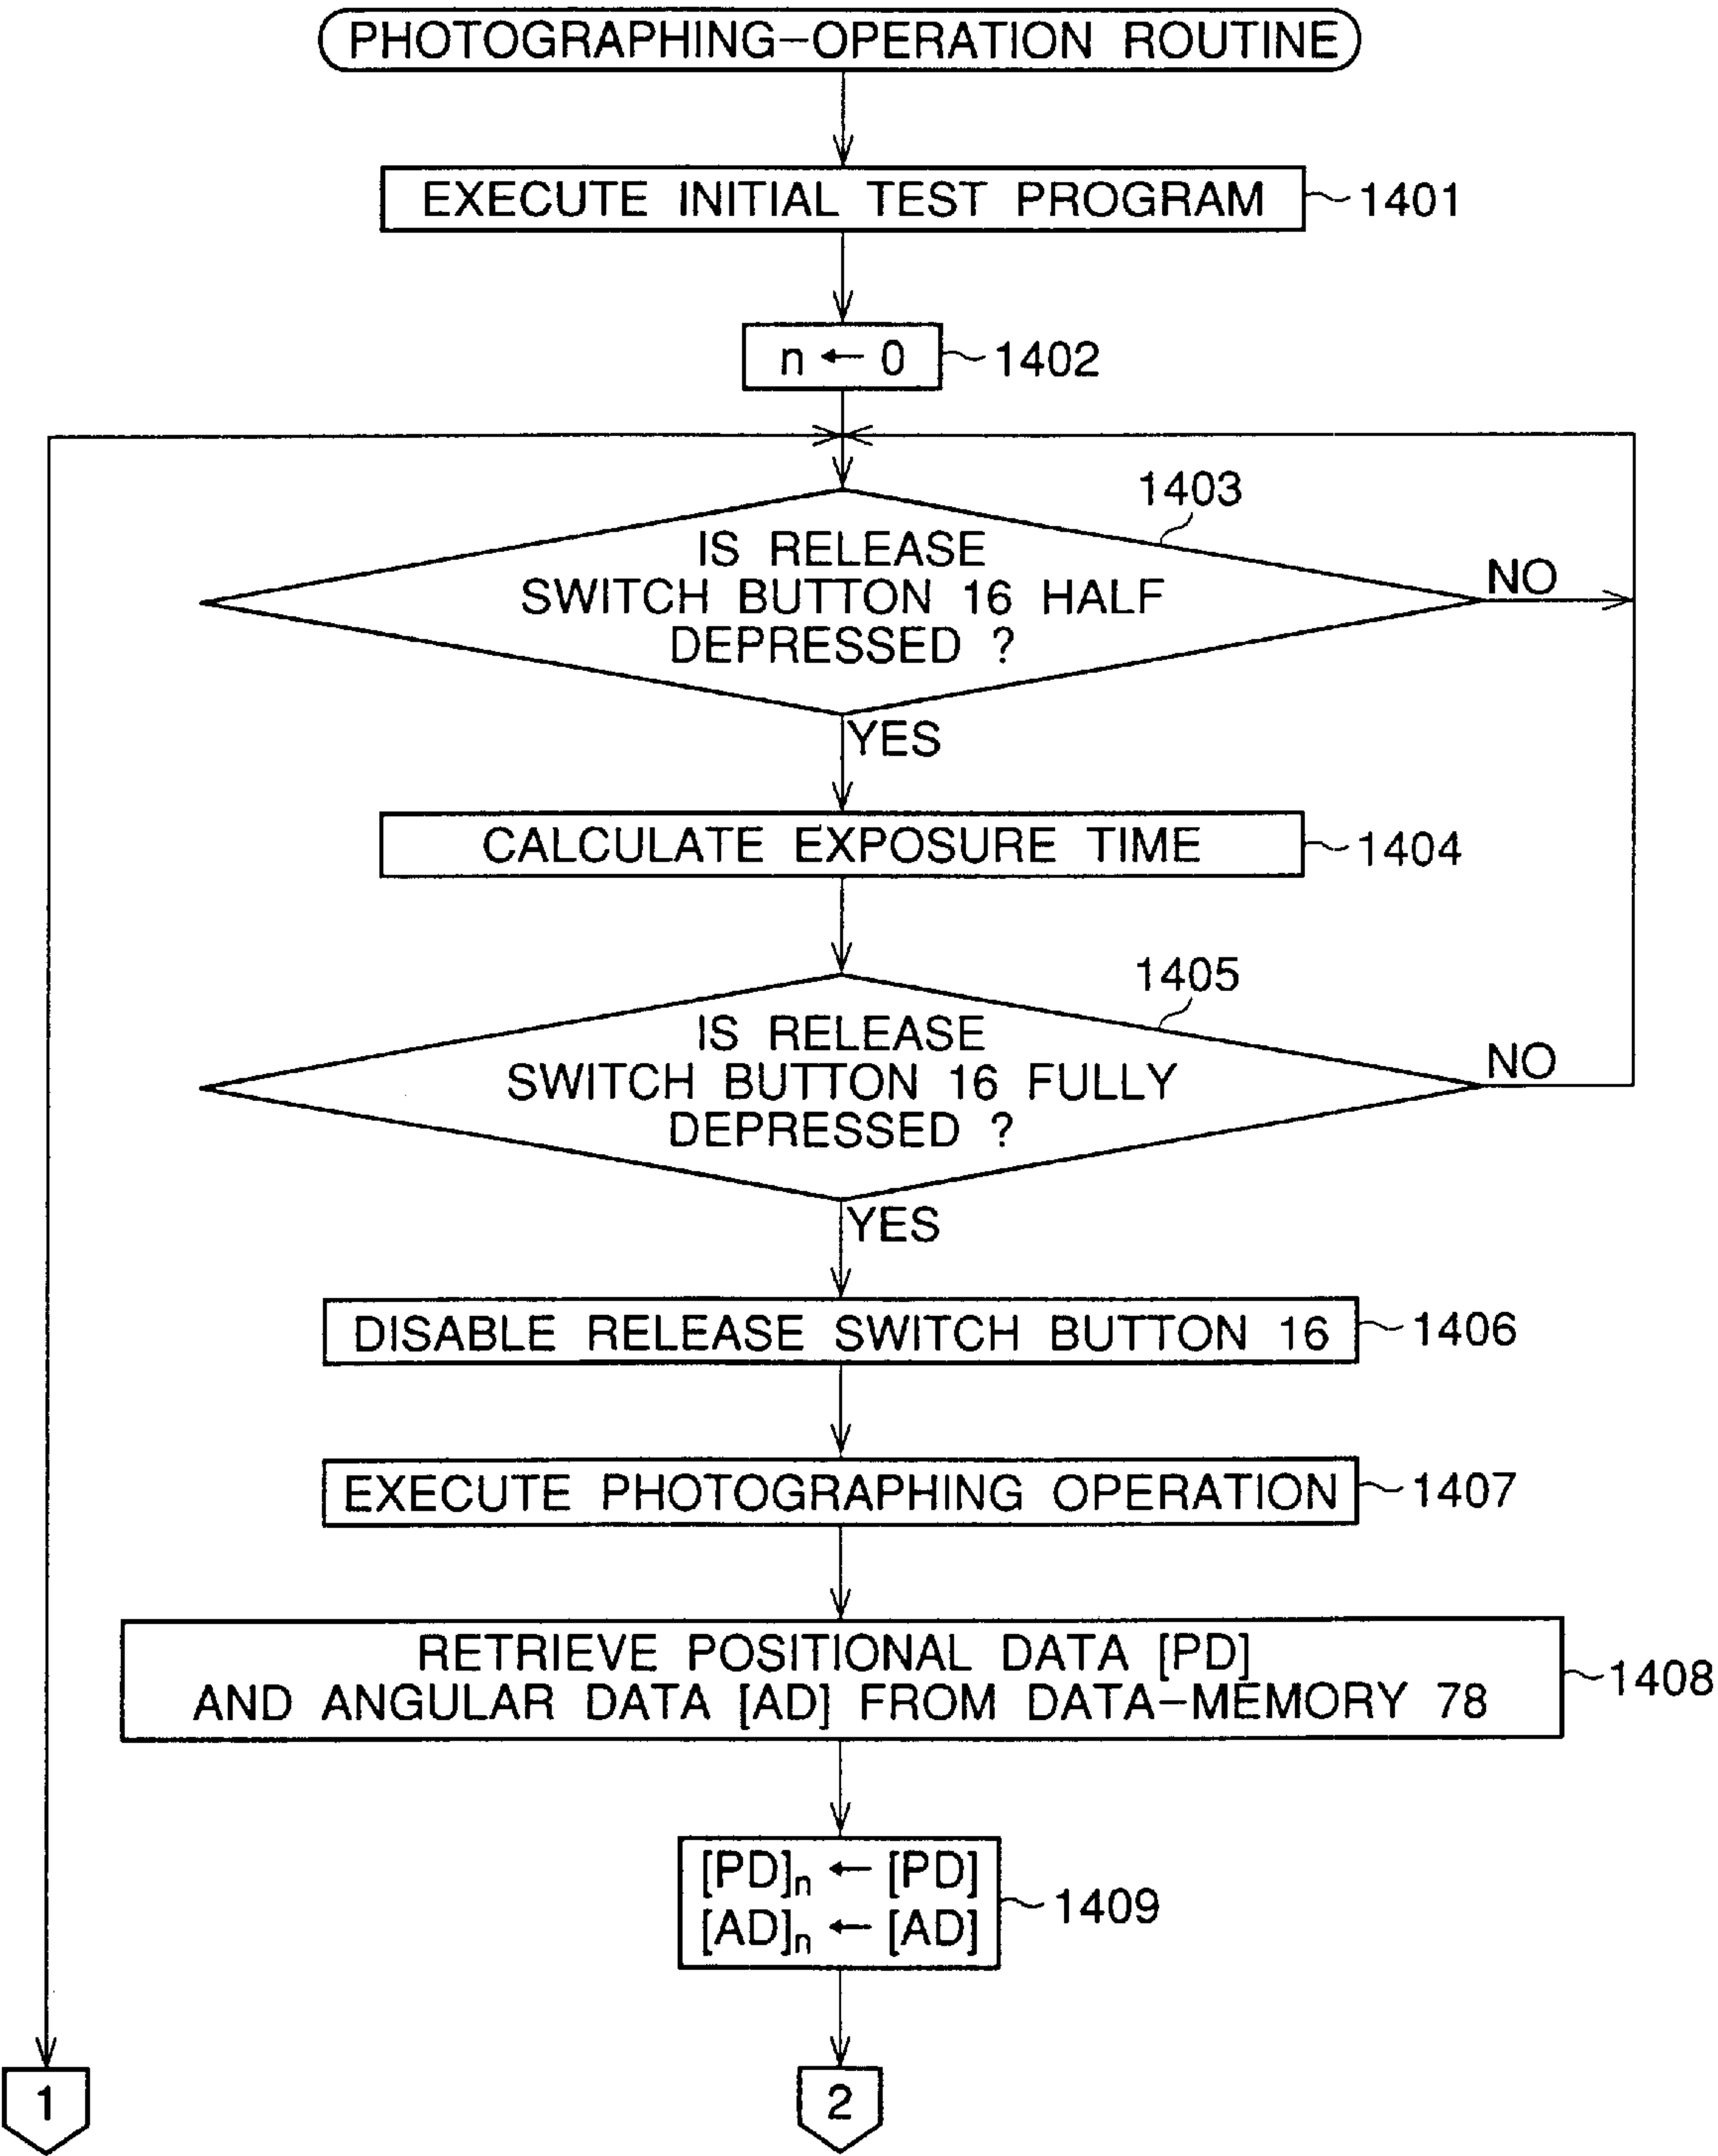 PHOTOGRAPHING-OPERATION ROUTINE
EXECUTE INITIAL TEST PROGRAM
1401
n ← 0
1402
1403
IS RELEASE
SWITCH BUTTON 16 HALF
DEPRESSED ?
NO
YES
CALCULATE EXPOSURE TIME
1404
1405
IS RELEASE
SWITCH BUTTON 16 FULLY
DEPRESSED ?
NO
YES
DISABLE RELEASE SWITCH BUTTON 16
1406
EXECUTE PHOTOGRAPHING OPERATION
1407
RETRIEVE POSITIONAL DATA [PD]
AND ANGULAR DATA [AD] FROM DATA-MEMORY 78
1408
[PD]n ← [PD]
[AD]n ← [AD]
1409
1
2